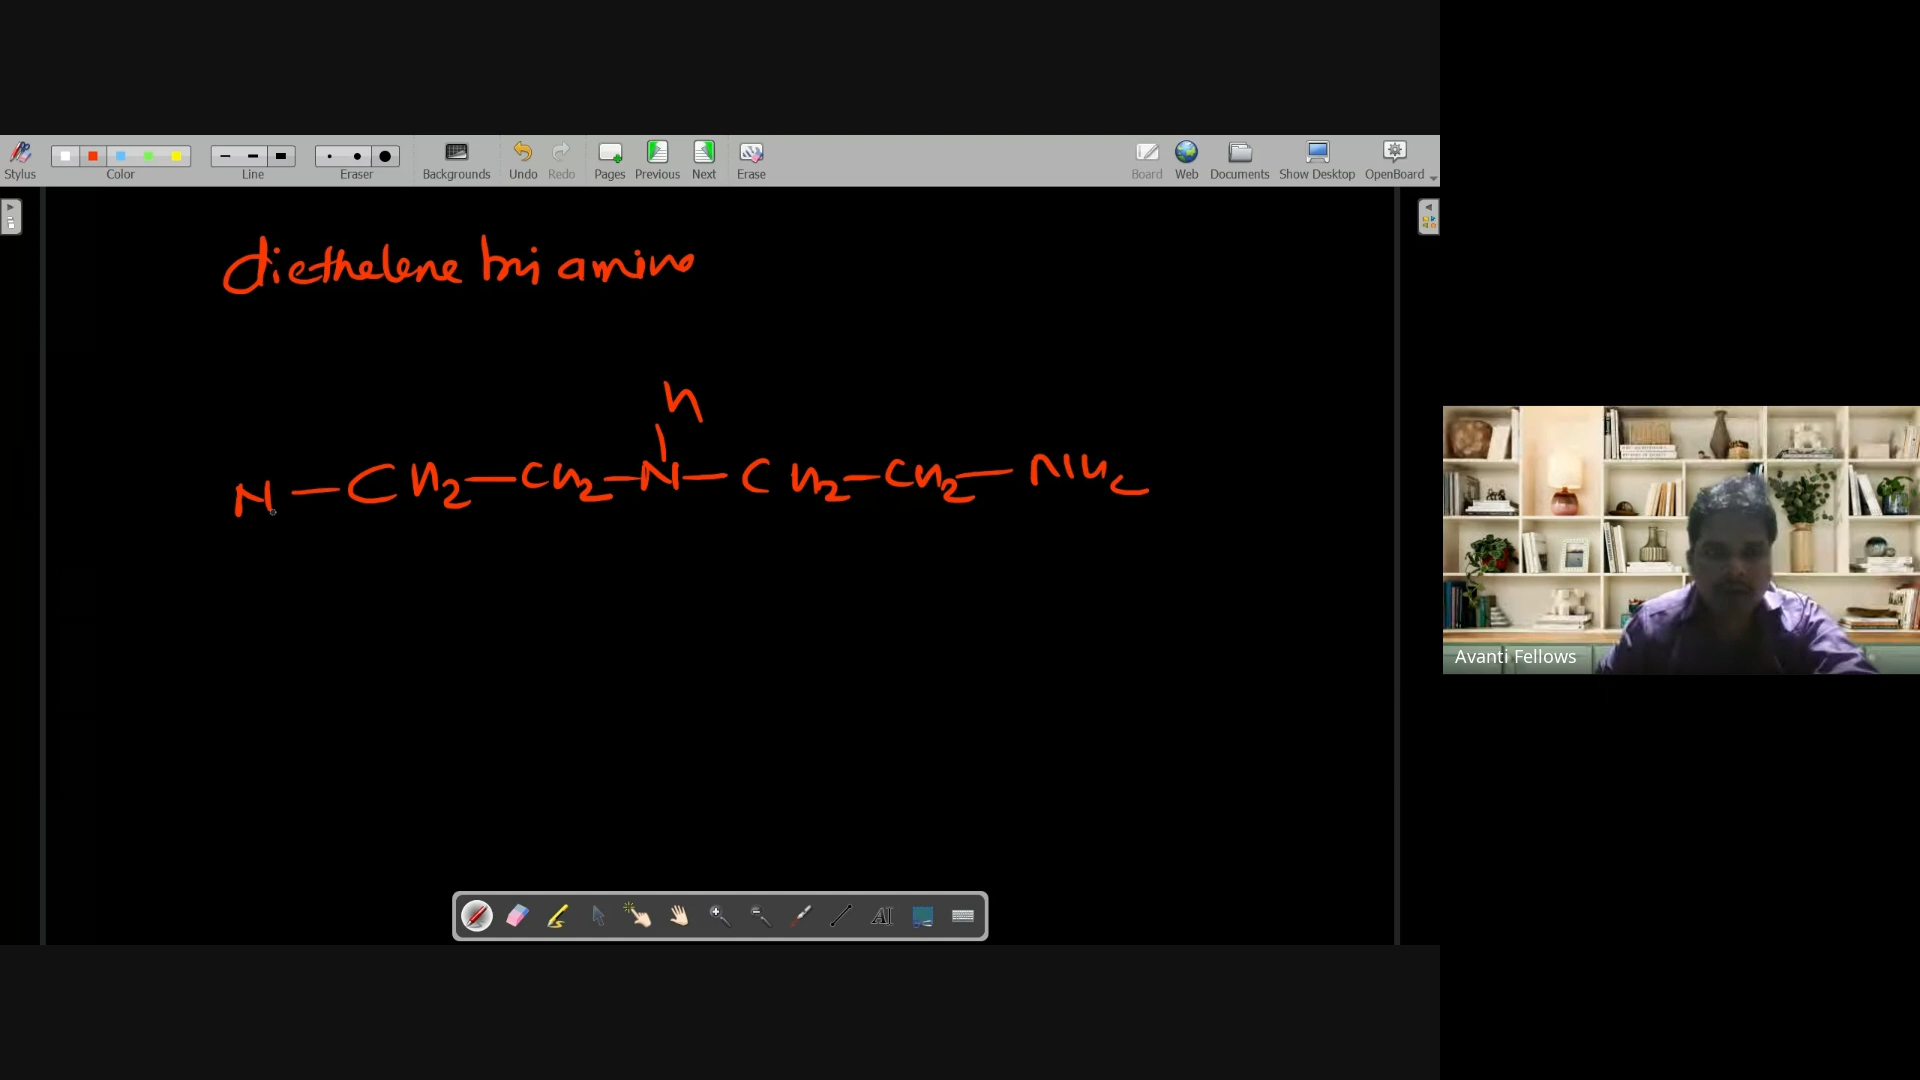 Stylus Color Line Eraser Backgrounds Undo Redo Pages Previous Next Erase Board Web Documents Show Desktop OpenBoard
diethelene tri amino
H
N — CH2 — CH2 — N — CH2 — CH2 — NH2
Avanti Fellows